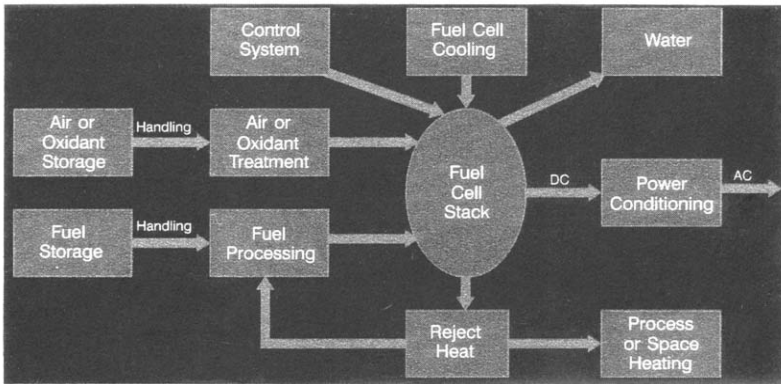 Control
System
Fuel Cell
Cooling
Water
Air or
Oxidant
Storage
Handling
Air or
Oxidant
Treatment
Fuel
Cell
Stack
DC
Power
Conditioning
AC
Fuel
Storage
Handling
Fuel
Processing
Reject
Heat
Process
or Space
Heating